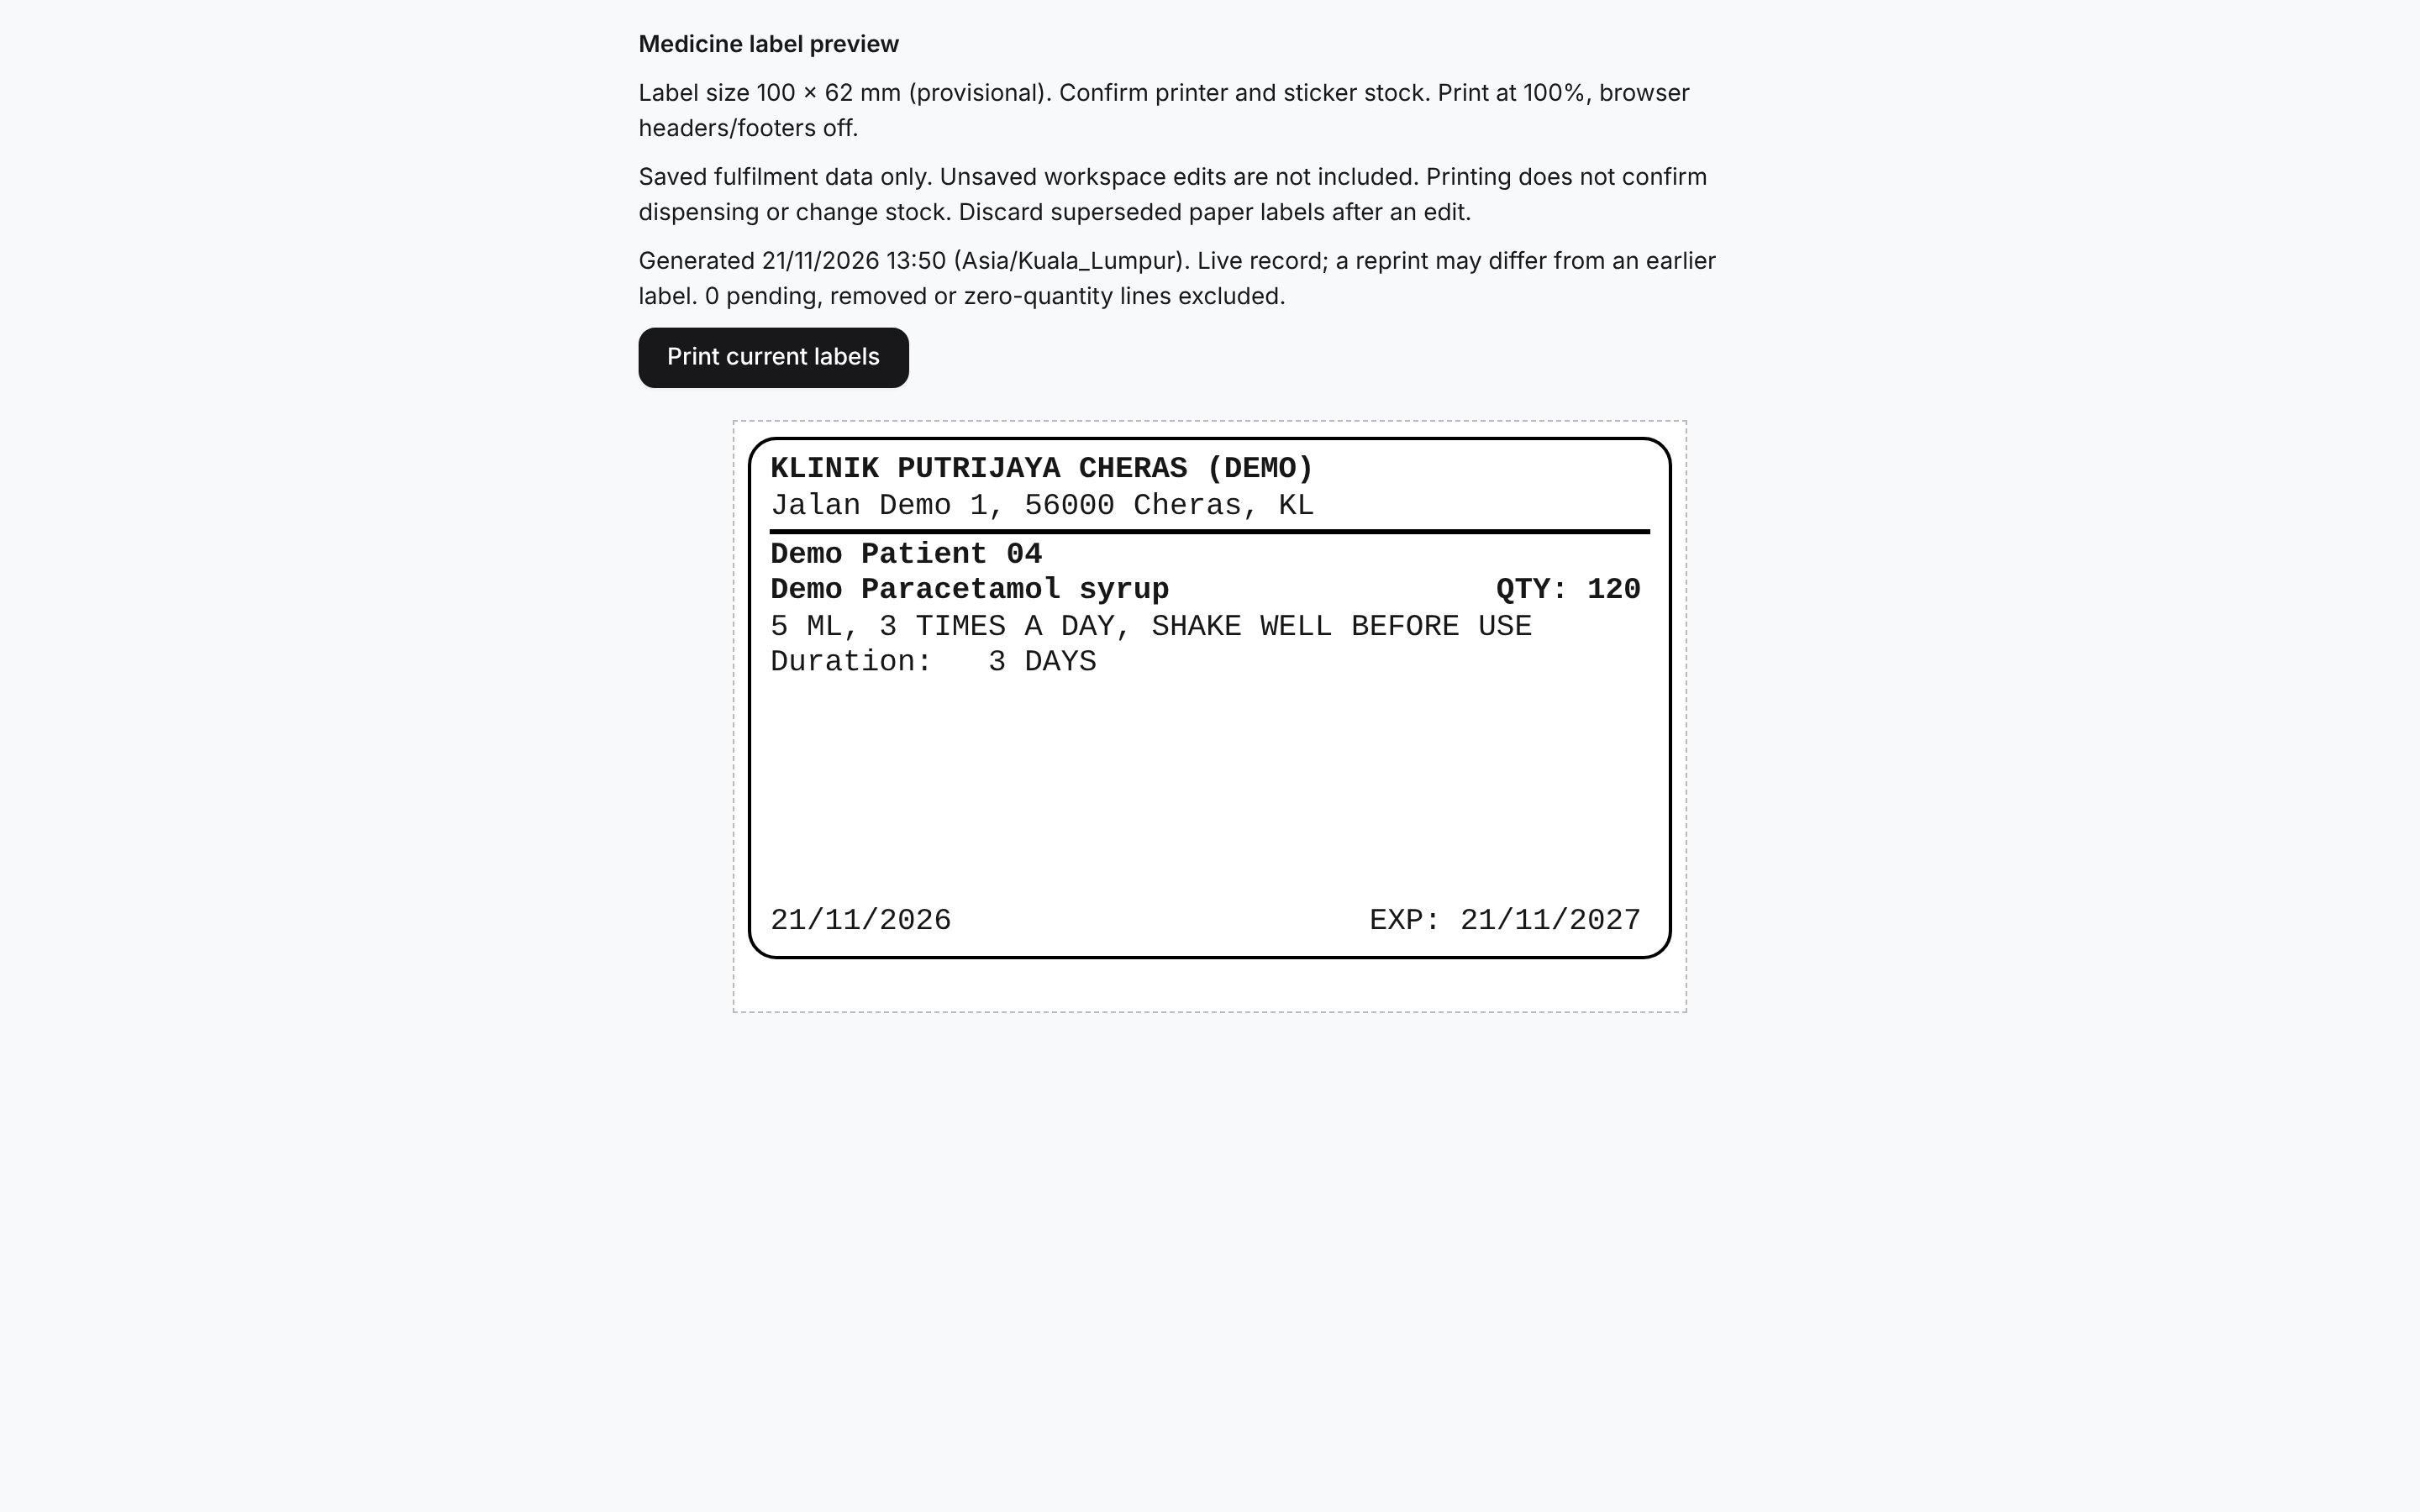 Medicine label preview
Label size 100 × 62 mm (provisional). Confirm printer and sticker stock. Print at 100%, browser
headers/footers off.
Saved fulfilment data only. Unsaved workspace edits are not included. Printing does not confirm
dispensing or change stock. Discard superseded paper labels after an edit.
Generated 21/11/2026 13:50 (Asia/Kuala_Lumpur). Live record; a reprint may differ from an earlier
label. 0 pending, removed or zero-quantity lines excluded.
Print current labels
KLINIK PUTRIJAYA CHERAS (DEMO)
Jalan Demo 1, 56000 Cheras, KL
Demo Patient 04
Demo Paracetamol syrup QTY: 120
5 ML, 3 TIMES A DAY, SHAKE WELL BEFORE USE
Duration: 3 DAYS
21/11/2026 EXP: 21/11/2027